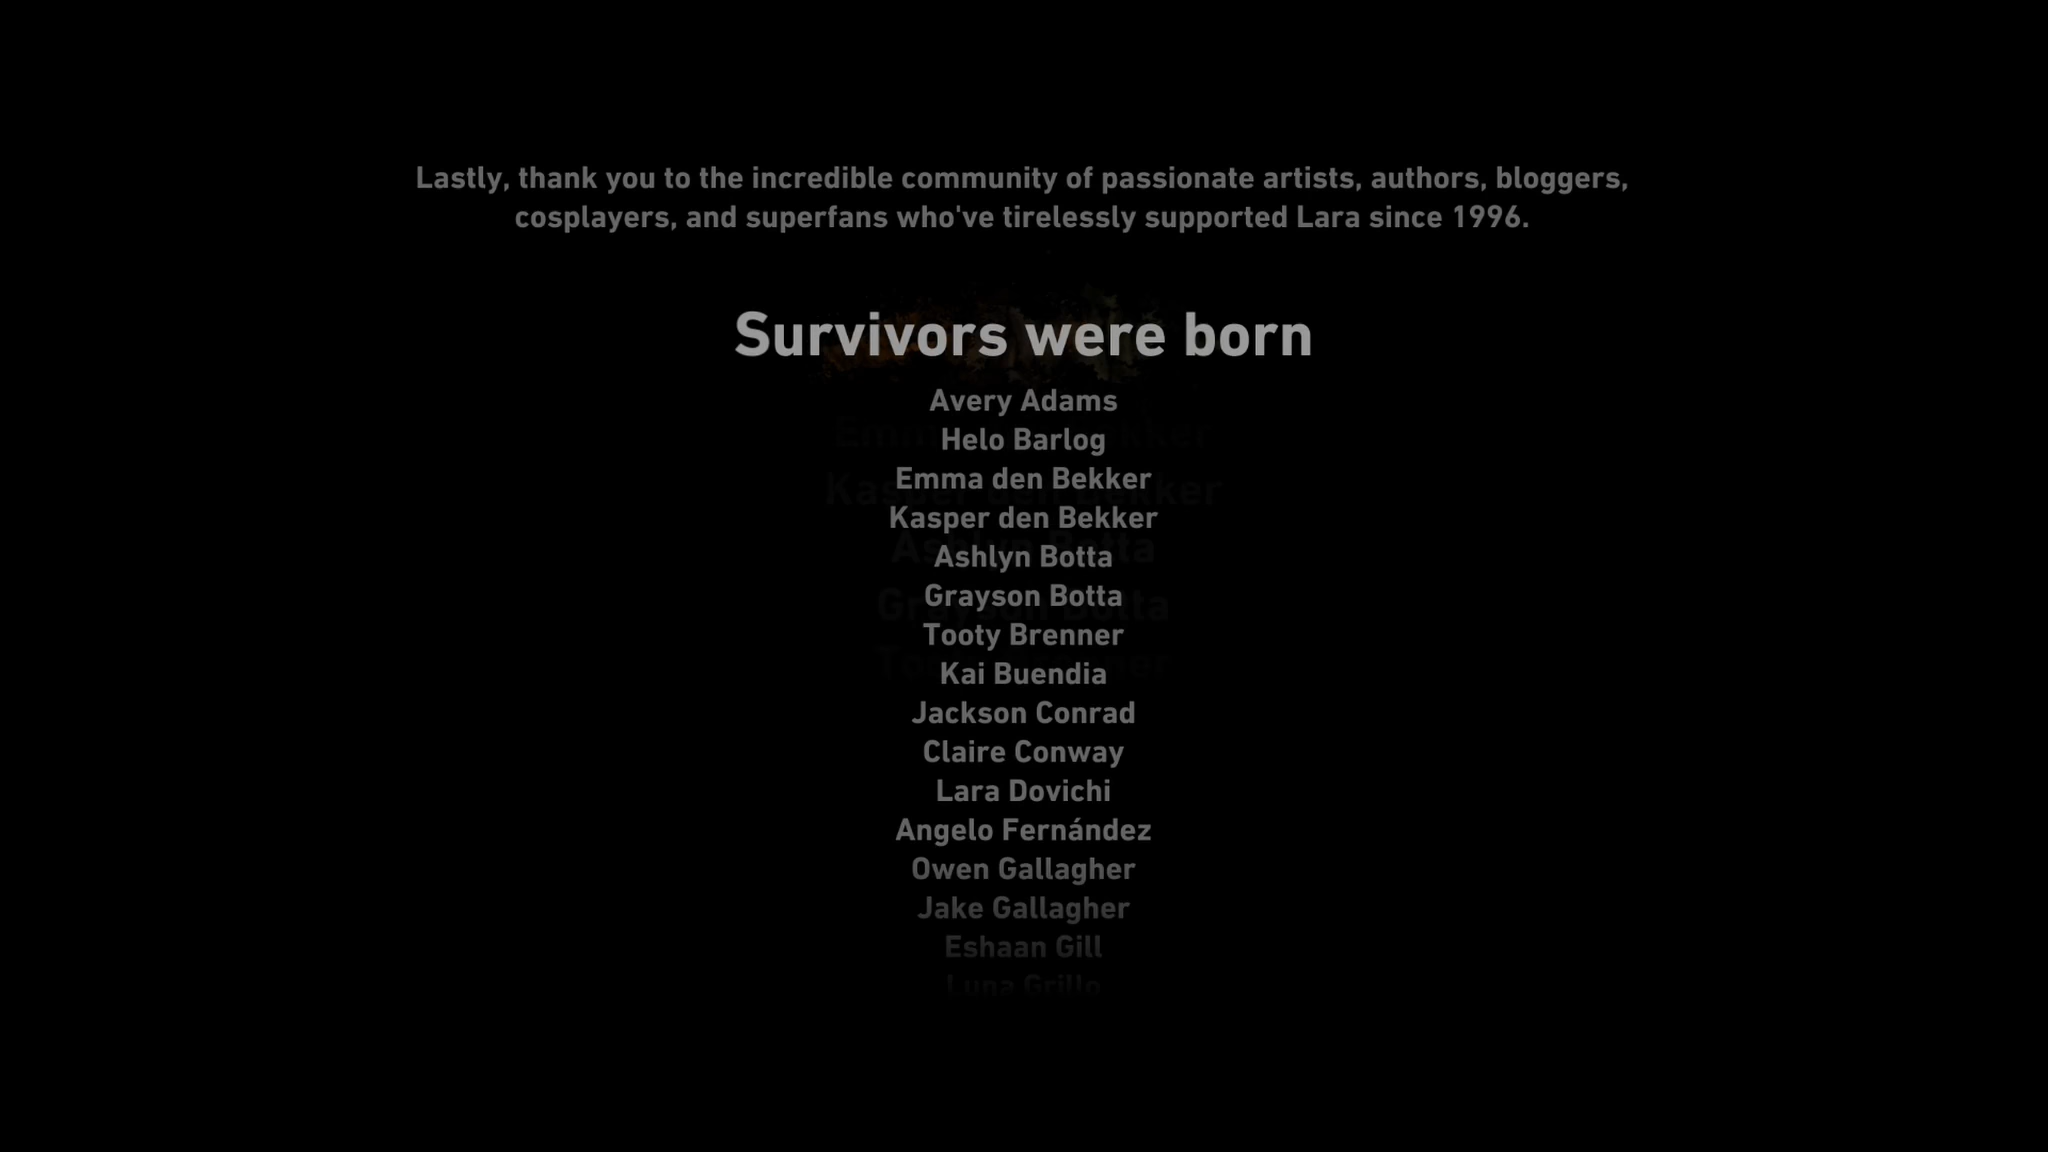 Lastly, thank you to the incredible community of passionate artists, authors, bloggers,
cosplayers, and superfans who've tirelessly supported Lara since 1996.
Survivors were born
Avery Adams
Helo Barlog
Emma den Bekker
Kasper den Bekker
Ashlyn Botta
Grayson Botta
Tooty Brenner
Kai Buendia
Jackson Conrad
Claire Conway
Lara Dovichi
Angelo Fernández
Owen Gallagher
Jake Gallagher
Eshaan Gill
Luna Grillo